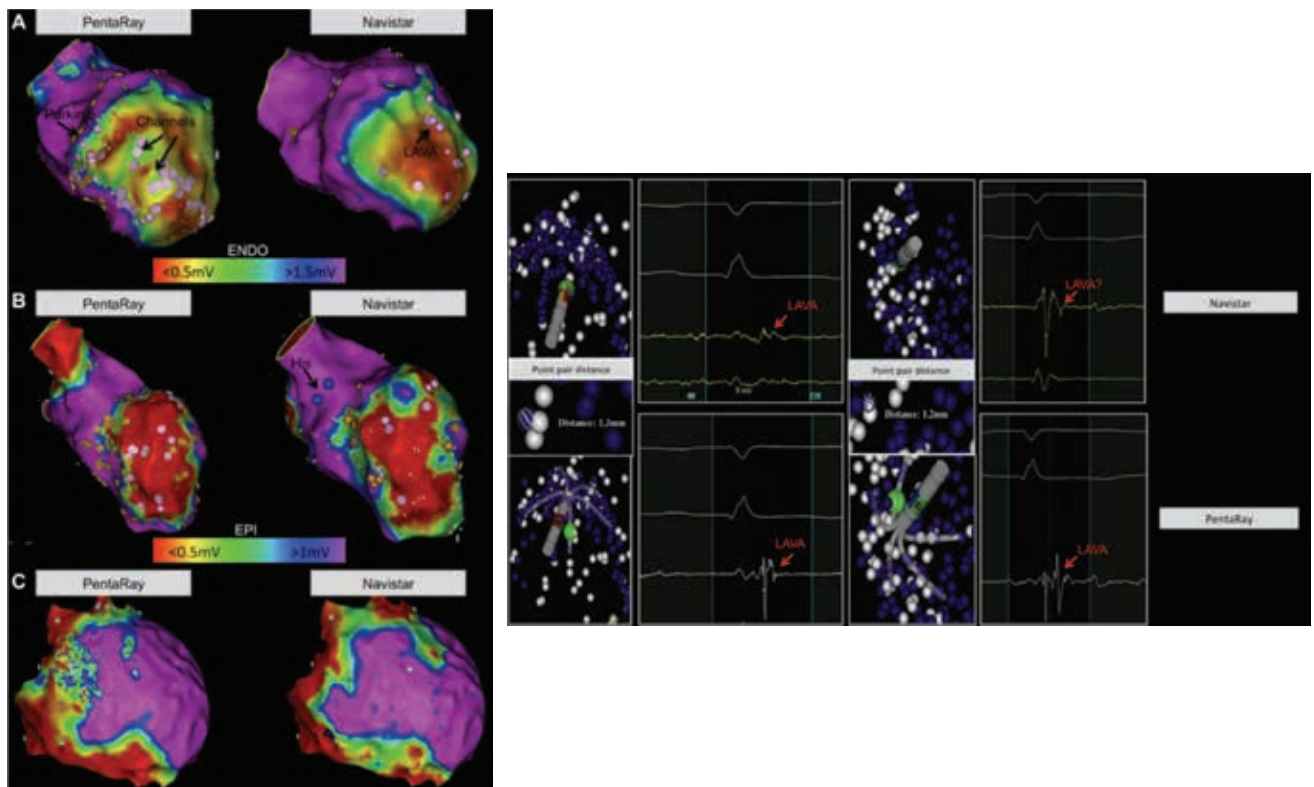 A
PentaRay
Navistar
Purkinje
Channels
LAVA
ENDO
<0.5mV
>1.5mV
B
PentaRay
Navistar
His
EPI
<0.5mV
>1mV
C
PentaRay
Navistar
LAVA
LAVA?
Navistar
Point pair distance
Point pair distance
Distance: 1.3mm
Distance: 1.2mm
LAVA
LAVA
PentaRay